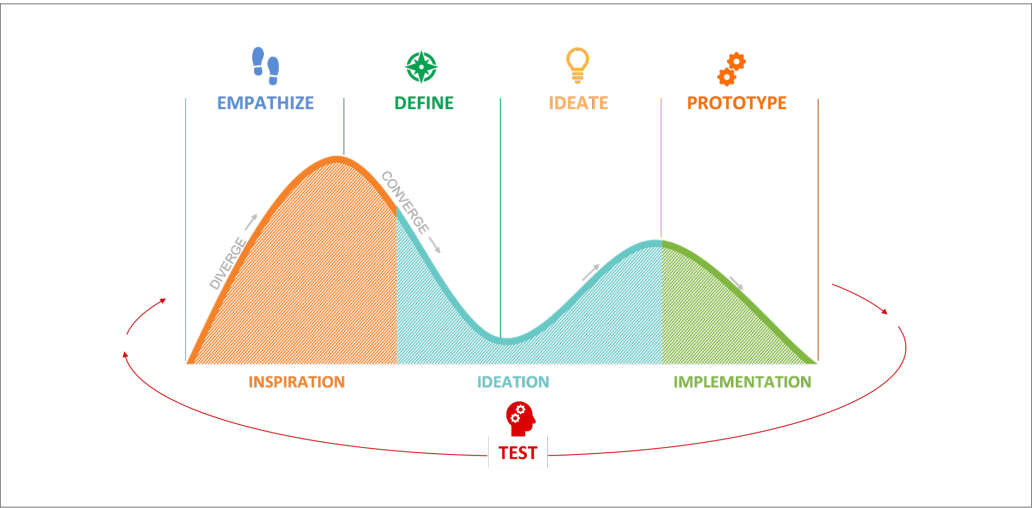 EMPATHIZE
DEFINE
IDEATE
PROTOTYPE
DIVERGE
CONVERGE
INSPIRATION
IDEATION
IMPLEMENTATION
TEST